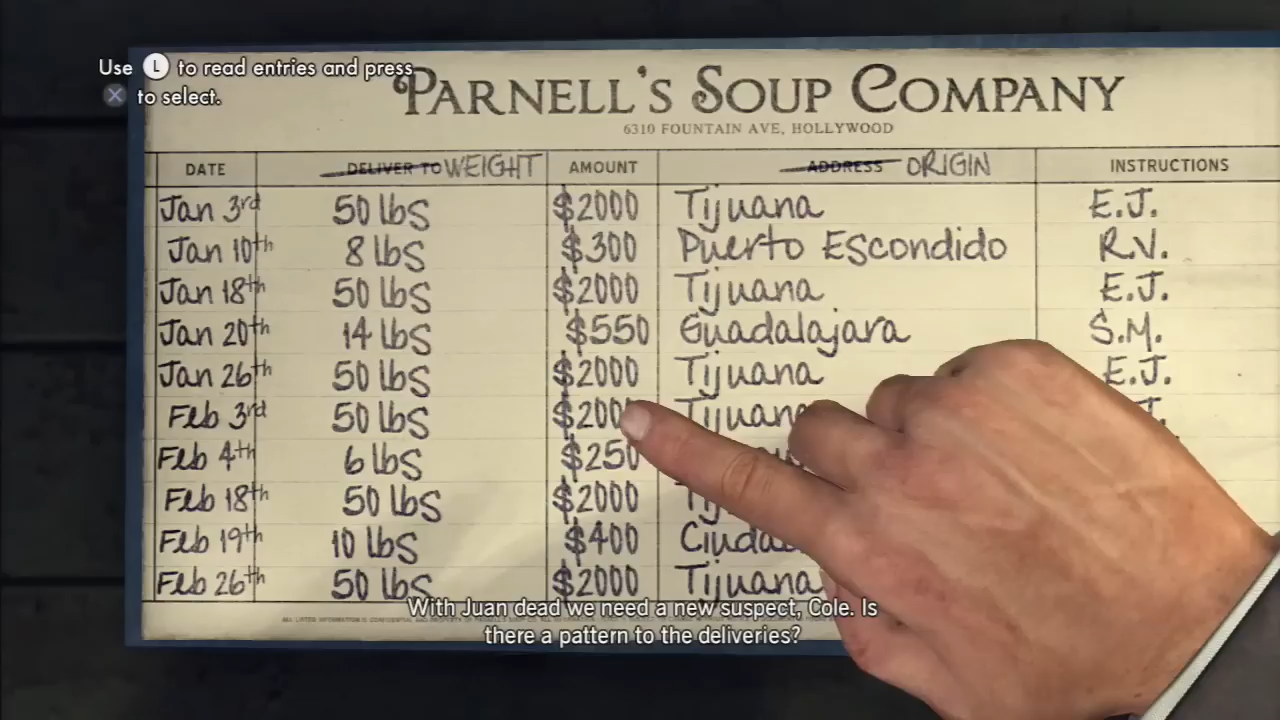 Use L to read entries and press
X to select.
PARNELL'S SOUP COMPANY
6310 FOUNTAIN AVE, HOLLYWOOD
DATE DELIVER TO WEIGHT AMOUNT ADDRESS ORIGIN INSTRUCTIONS
Jan 3rd 50 lbs $2000 Tijuana E.J.
Jan 10th 8 lbs $300 Puerto Escondido R.V.
Jan 18th 50 lbs $2000 Tijuana E.J.
Jan 20th 14 lbs $550 Guadalajara S.M.
Jan 26th 50 lbs $2000 Tijuana E.J.
Feb 3rd 50 lbs
Feb 4th 6 lbs $250
Feb 18th 50 lbs $2000
Feb 19th 10 lbs $400
Feb 26th 50 lbs $2000 Tijuana
With Juan dead we need a new suspect, Cole. Is
there a pattern to the deliveries?